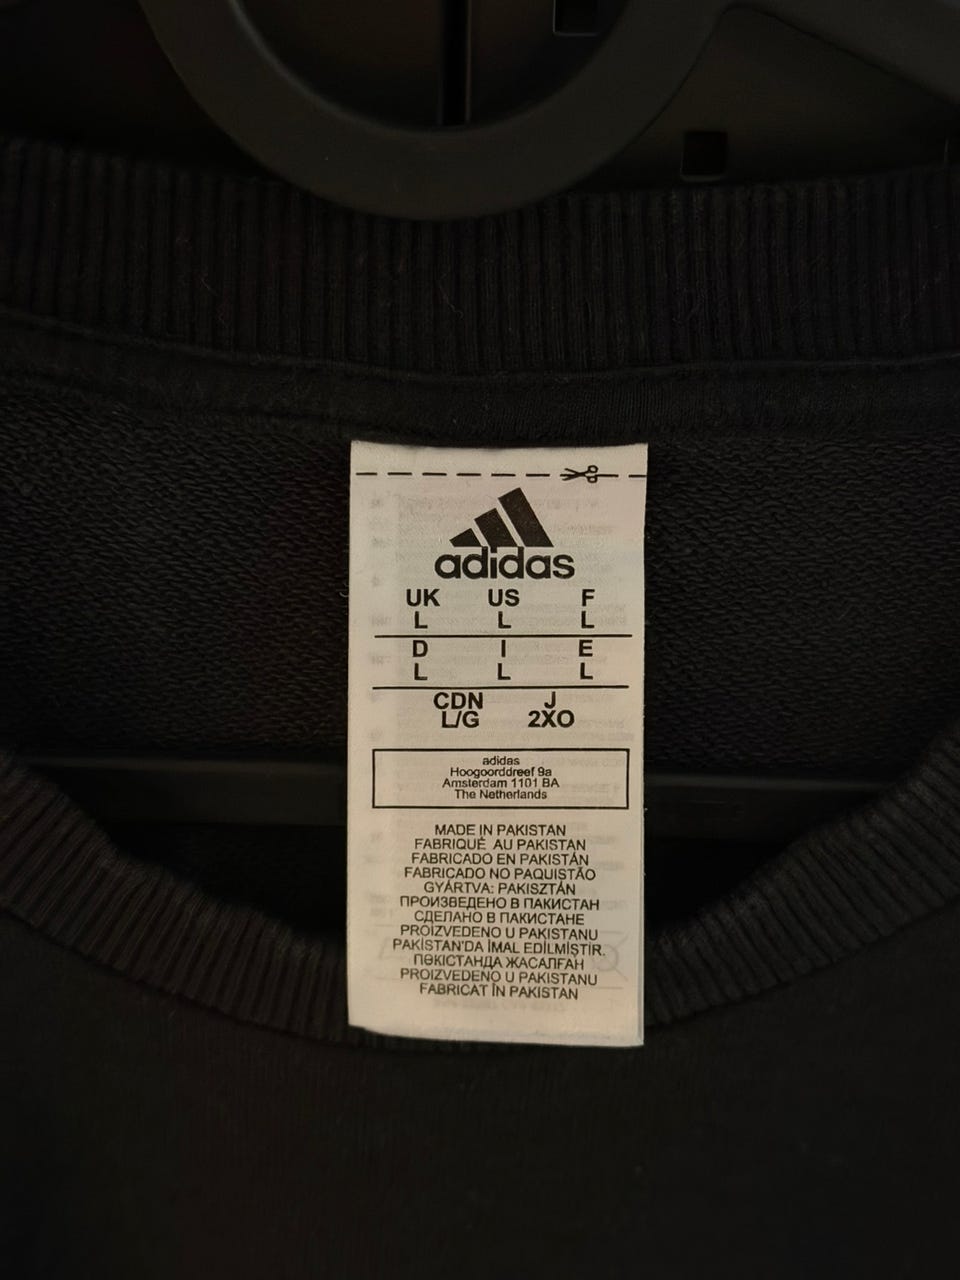 adidas
UK US F
L L L
D I E
L L L
CDN J
L/G 2XO
adidas
Hoogoorddreef 9a
Amsterdam 1101 BA
The Netherlands
MADE IN PAKISTAN
FABRIQUÉ AU PAKISTAN
FABRICADO EN PAKISTÁN
FABRICADO NO PAQUISTÃO
GYÁRTVA: PAKISZTÁN
ПРОИЗВЕДЕНО В ПАКИСТАН
СДЕЛАНО В ПАКИСТАНЕ
PROIZVEDENO U PAKISTANU
PAKİSTAN'DA İMAL EDİLMİŞTİR.
ПӘКІСТАНДА ЖАСАЛҒАН
PROIZVEDENO U PAKISTANU
FABRICAT ÎN PAKISTAN